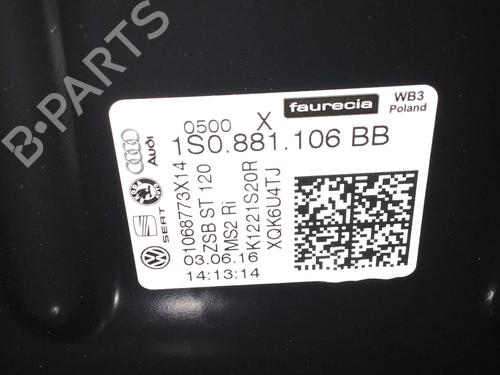 0500 X
faurecia
WB3
Poland
1S0.881.106 BB
Audi
SEAT
01068773X14
ZSB ST 120
03.06.16
14:13:14
MS2 Ri
K1221S20R
XQK6U4TJ
B-PARTS